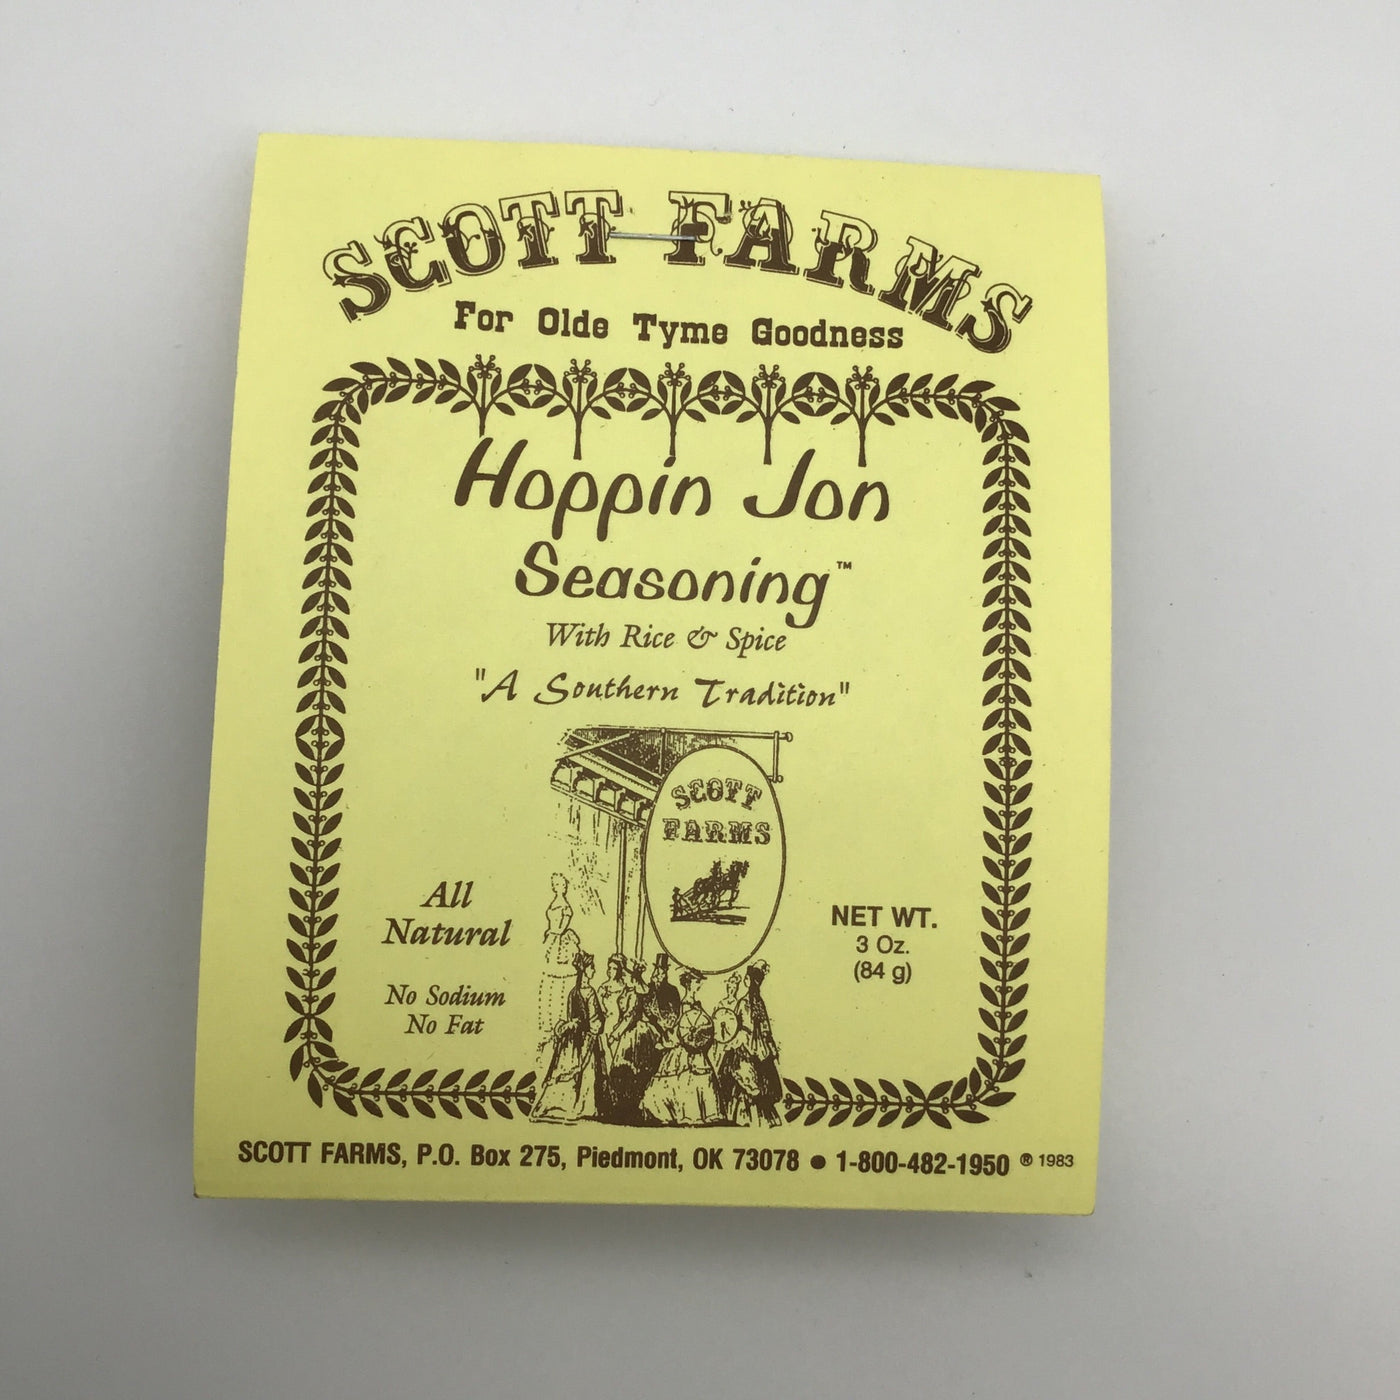 SCOTT FARMS
For Olde Tyme Goodness
Hoppin Jon
Seasoning™
With Rice & Spice
"A Southern Tradition"
SCOTT
FARMS
All
Natural
No Sodium
No Fat
NET WT.
3 Oz.
(84 g)
SCOTT FARMS, P.O. Box 275, Piedmont, OK 73078 • 1-800-482-1950 ® 1983